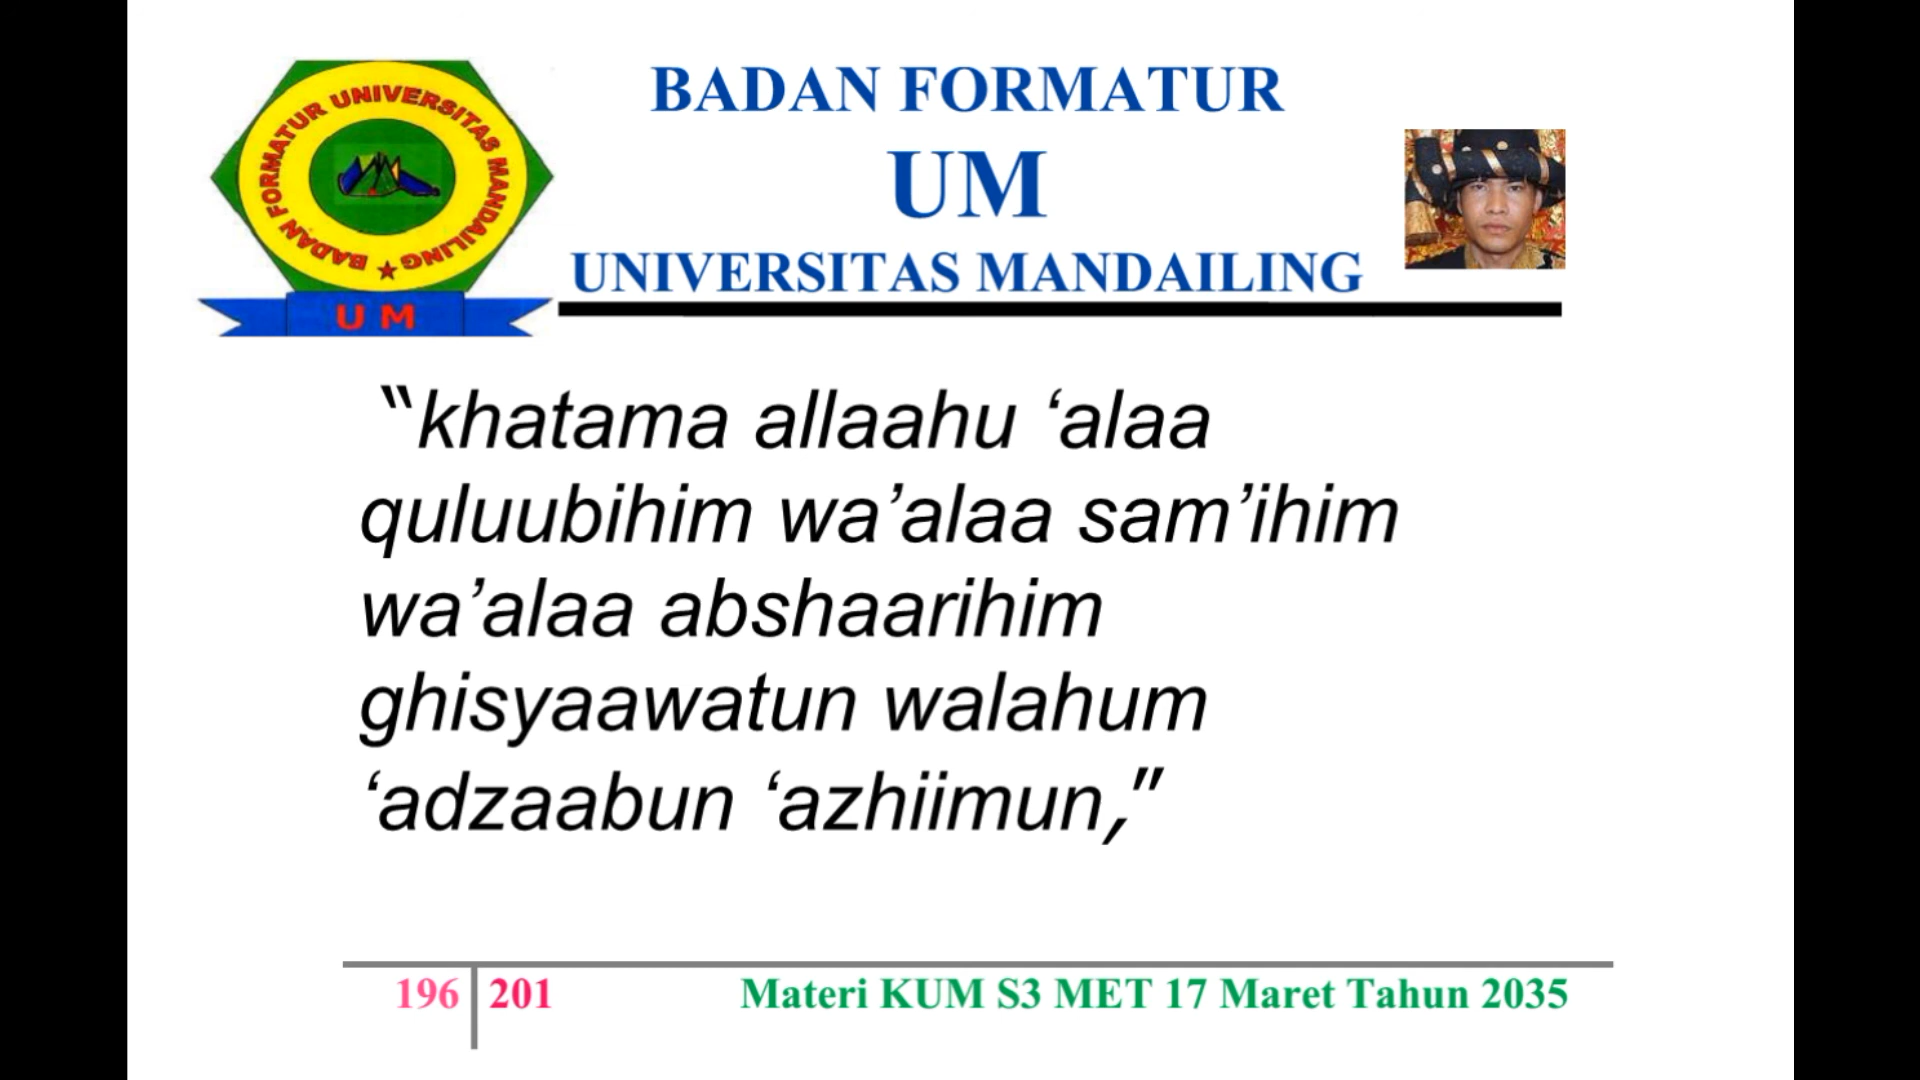 BADAN FORMATUR UNIVERSITAS MANDAILING
U M
BADAN FORMATUR
UM
UNIVERSITAS MANDAILING
“khatama allaahu ‘alaa
quluubihim wa’alaa sam’ihim
wa’alaa abshaarihim
ghisyaawatun walahum
‘adzaabun ‘azhiimun,”
196 201 Materi KUM S3 MET 17 Maret Tahun 2035